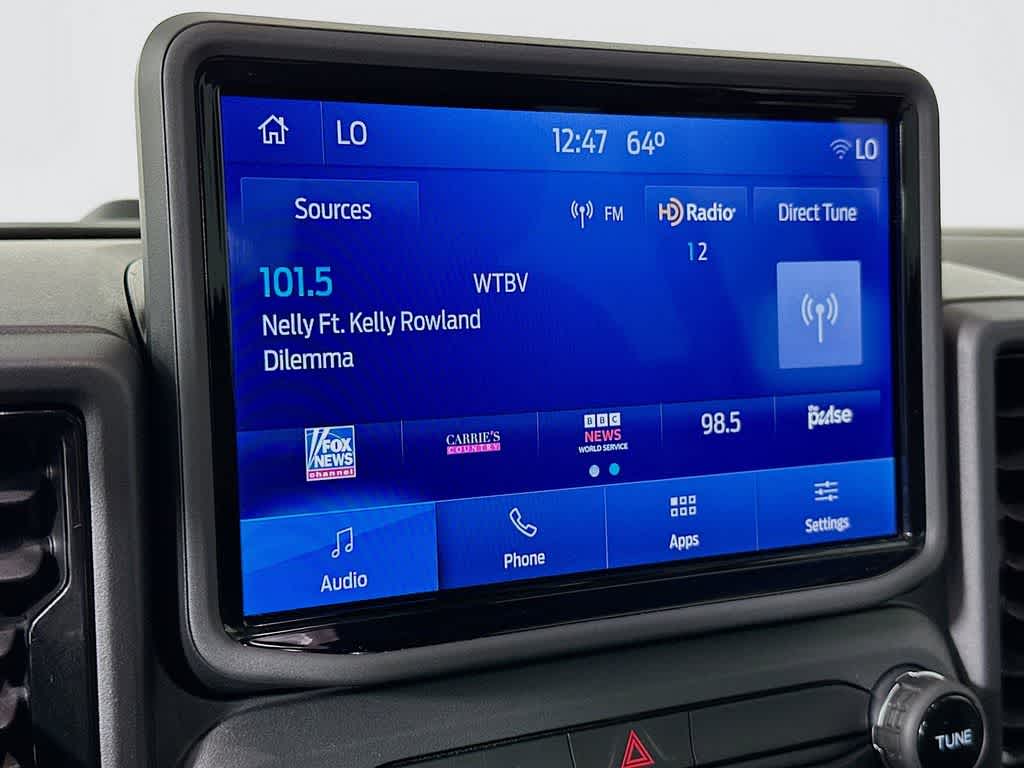 LO
12:47 64º
LO
Sources
FM
HD Radio
Direct Tune
1 2
101.5
WTBV
Nelly Ft. Kelly Rowland
Dilemma
FOX
NEWS
channel
CARRIE'S
COUNTRY
BBC
NEWS
WORLD SERVICE
98.5
the
pulse
Audio
Phone
Apps
Settings
TUNE